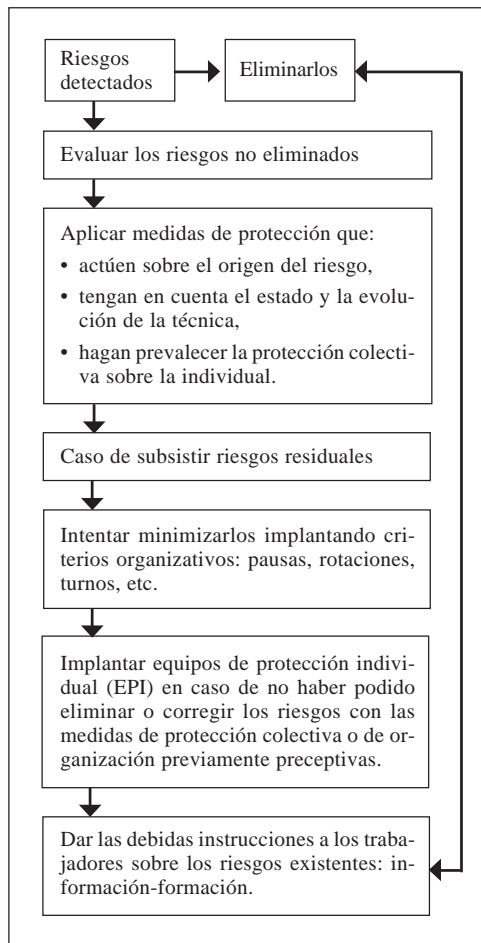 Riesgos
detectados
Eliminarlos
Evaluar los riesgos no eliminados
Aplicar medidas de protección que:
• actúen sobre el origen del riesgo,
• tengan en cuenta el estado y la evolu-
ción de la técnica,
• hagan prevalecer la protección colecti-
va sobre la individual.
Caso de subsistir riesgos residuales
Intentar minimizarlos implantando cri-
terios organizativos: pausas, rotaciones,
turnos, etc.
Implantar equipos de protección indivi-
dual (EPI) en caso de no haber podido
eliminar o corregir los riesgos con las
medidas de protección colectiva o de or-
ganización previamente preceptivas.
Dar las debidas instrucciones a los traba-
jadores sobre los riesgos existentes: in-
formación-formación.